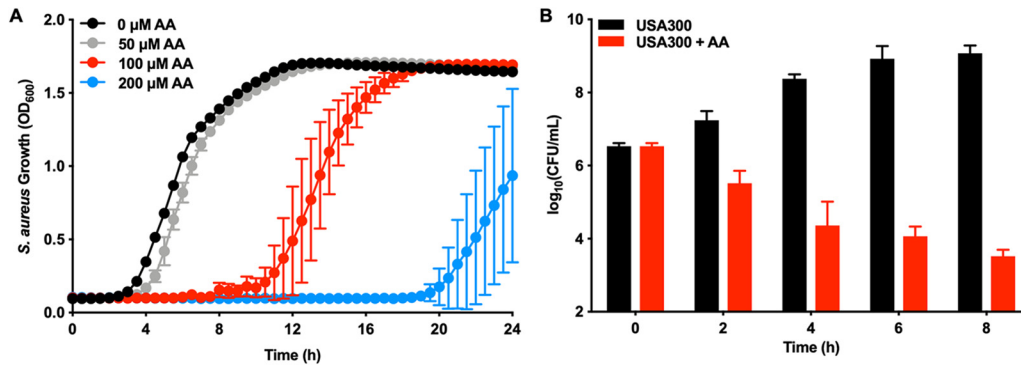 A
2.0
1.5
1.0
0.5
0.0
S. aureus Growth (OD600)
0 µM AA
50 µM AA
100 µM AA
200 µM AA
0 4 8 12 16 20 24
Time (h)
B
USA300
USA300 + AA
10
8
6
4
2
log10(CFU/mL)
0 2 4 6 8
Time (h)